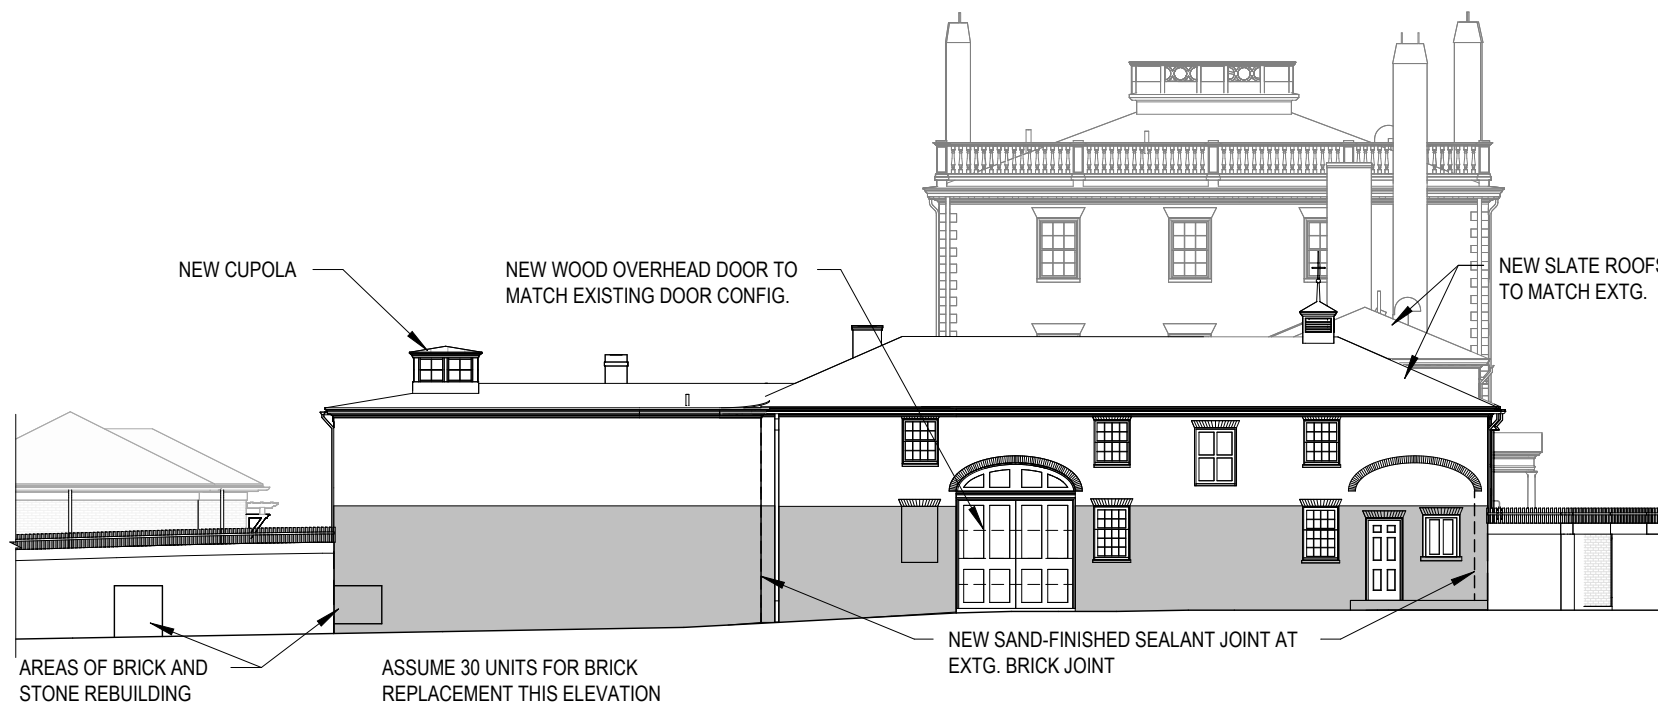 NEW CUPOLA
NEW WOOD OVERHEAD DOOR TO
MATCH EXISTING DOOR CONFIG.
NEW SLATE ROOFS
TO MATCH EXTG.
AREAS OF BRICK AND
STONE REBUILDING
ASSUME 30 UNITS FOR BRICK
REPLACEMENT THIS ELEVATION
NEW SAND-FINISHED SEALANT JOINT AT
EXTG. BRICK JOINT